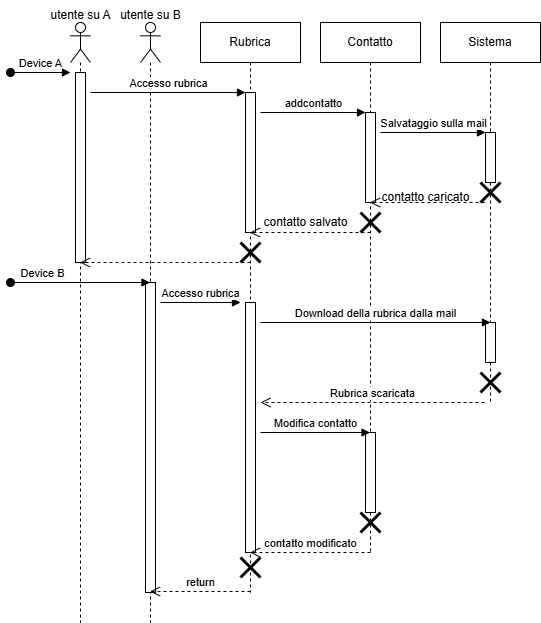 utente su A
utente su B
Rubrica
Contatto
Sistema
Device A
Accesso rubrica
addcontatto
Salvataggio sulla mail
contatto caricato
contatto salvato
Device B
Accesso rubrica
Download della rubrica dalla mail
Rubrica scaricata
Modifica contatto
contatto modificato
return